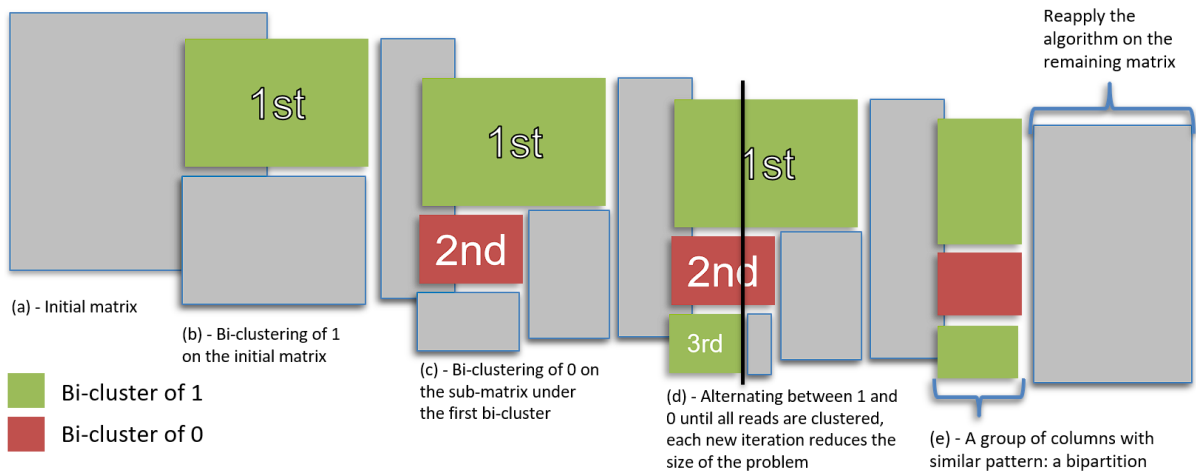 Reapply the
algorithm on the
remaining matrix
1st
1st
1st
2nd
2nd
3rd
(a) - Initial matrix
(b) - Bi-clustering of 1
on the initial matrix
(c) - Bi-clustering of 0 on
the sub-matrix under
the first bi-cluster
(d) - Alternating between 1 and
0 until all reads are clustered,
each new iteration reduces the
size of the problem
(e) - A group of columns with
similar pattern: a bipartition
Bi-cluster of 1
Bi-cluster of 0